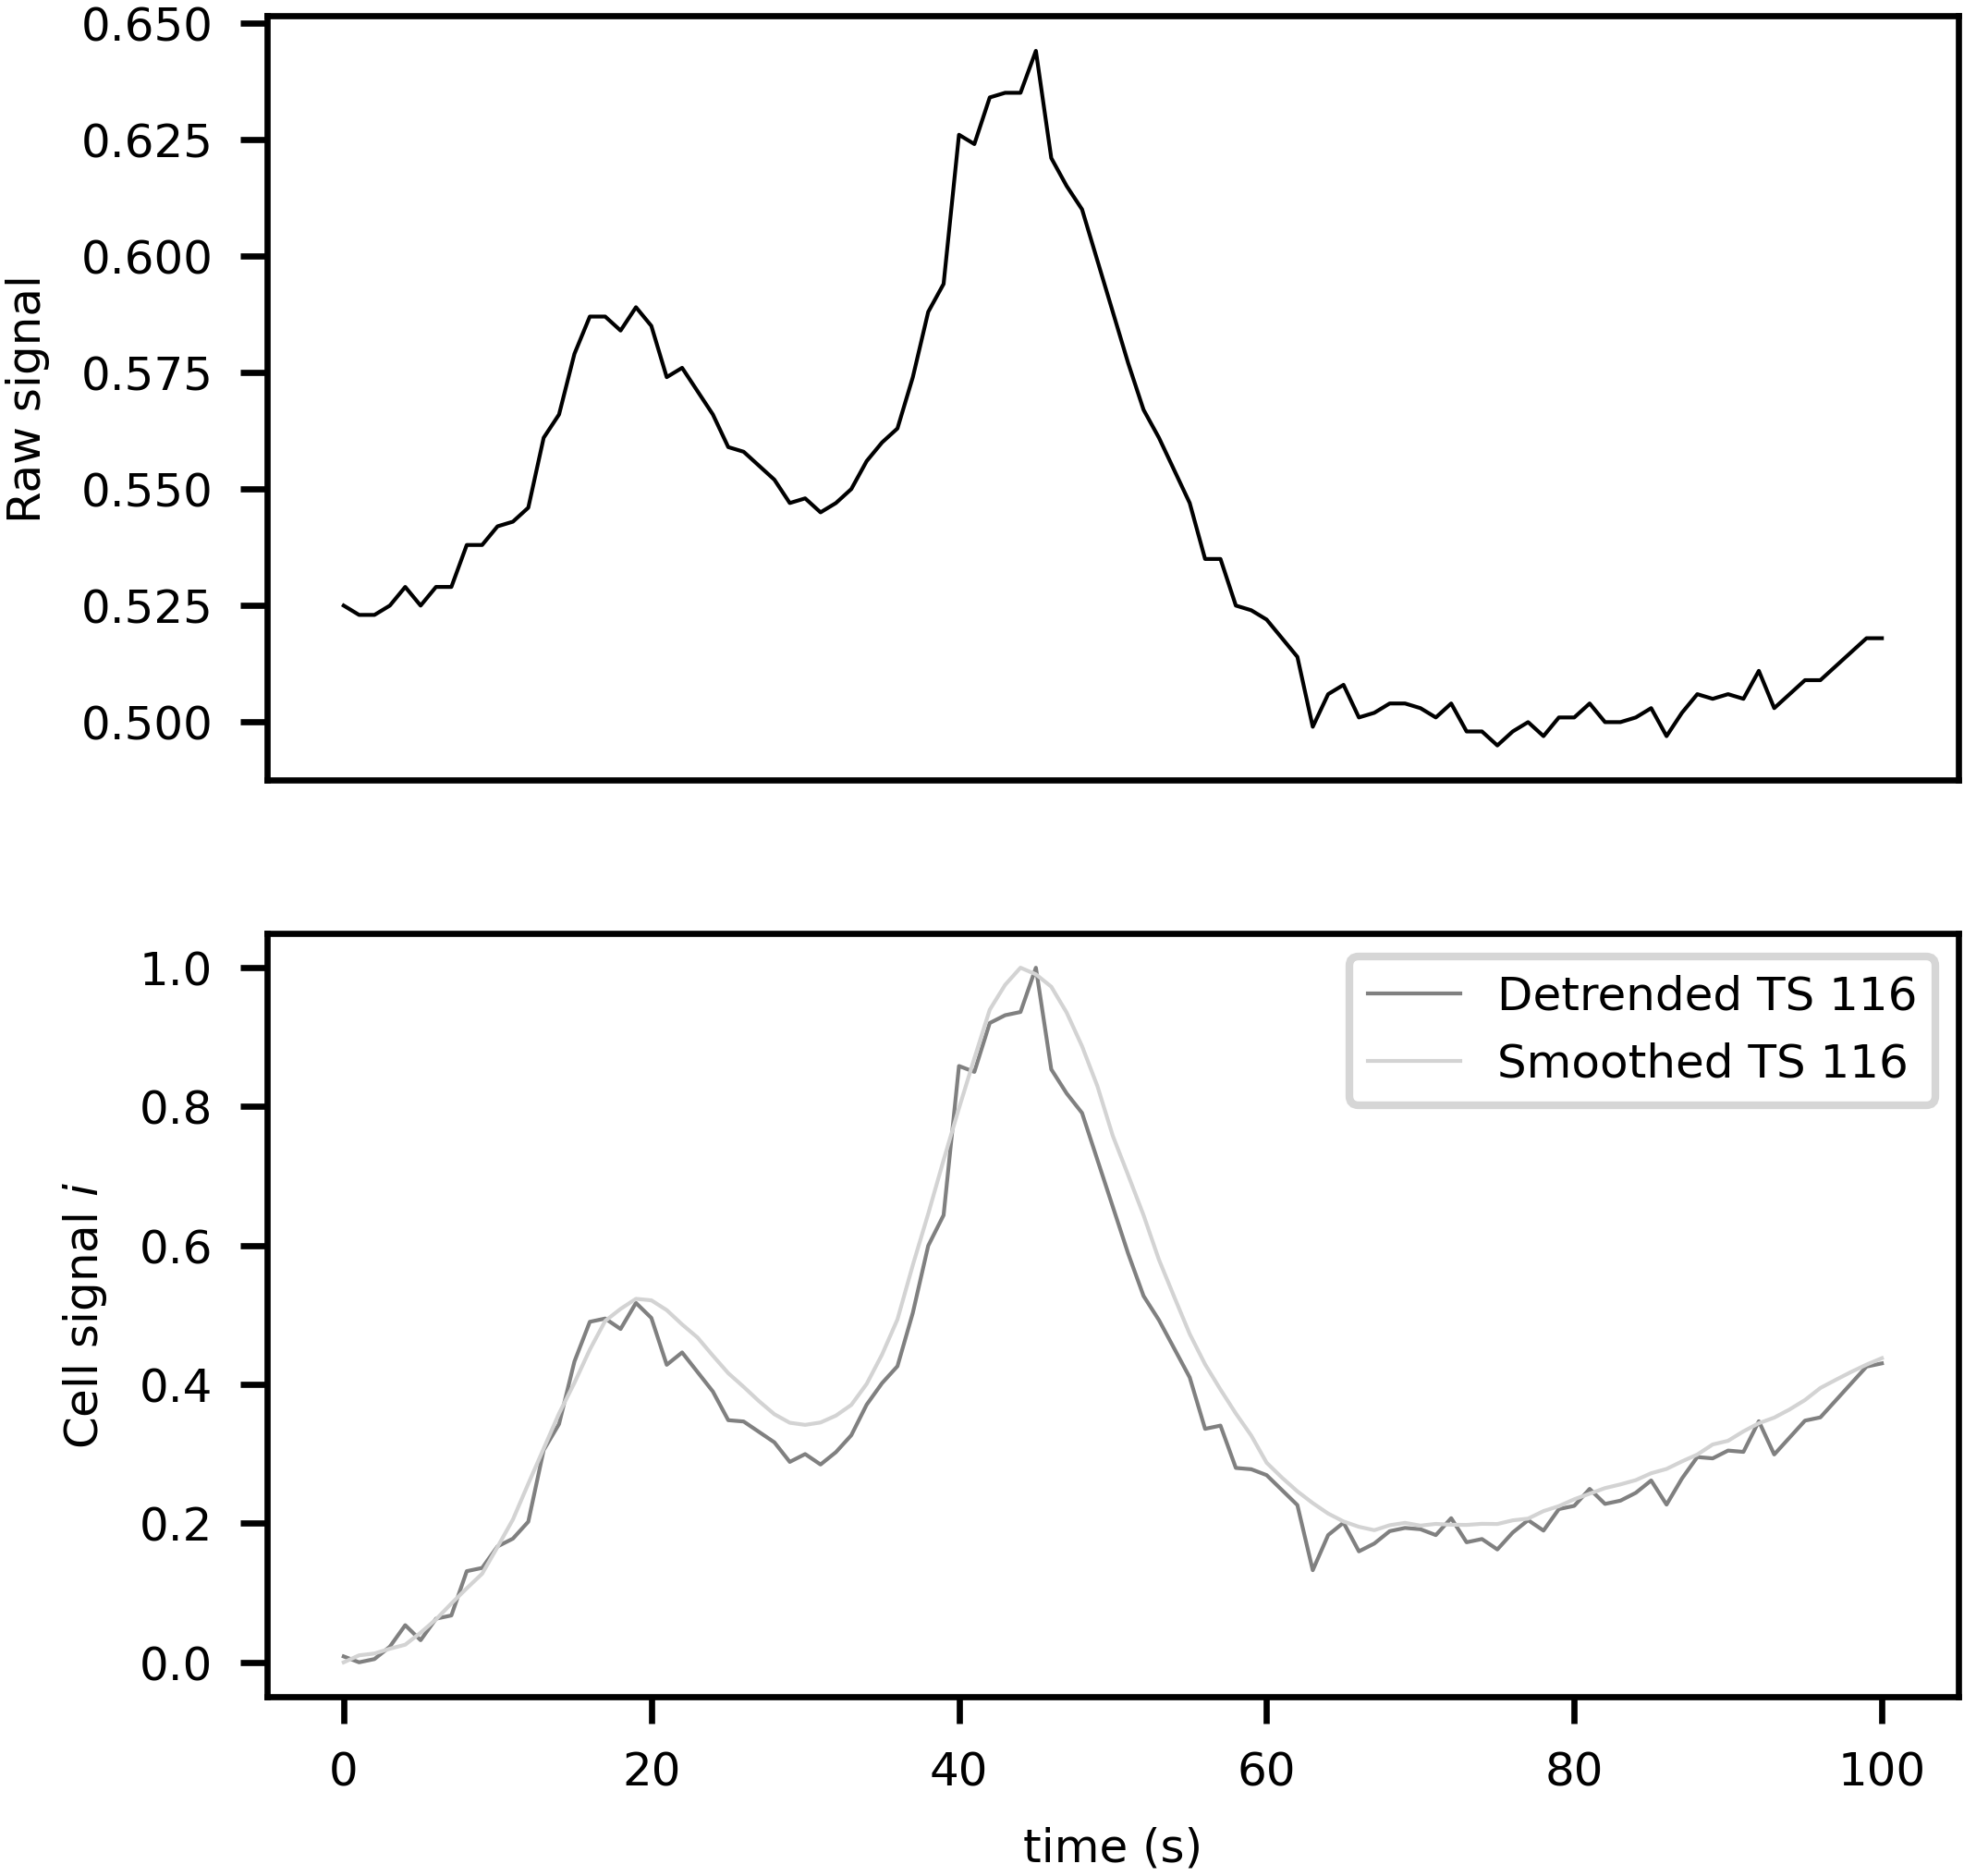 0.650
0.625
0.600
0.575
0.550
0.525
0.500
Raw signal
1.0
0.8
0.6
0.4
0.2
0.0
Cell signal i
Detrended TS 116
Smoothed TS 116
0 20 40 60 80 100
time (s)